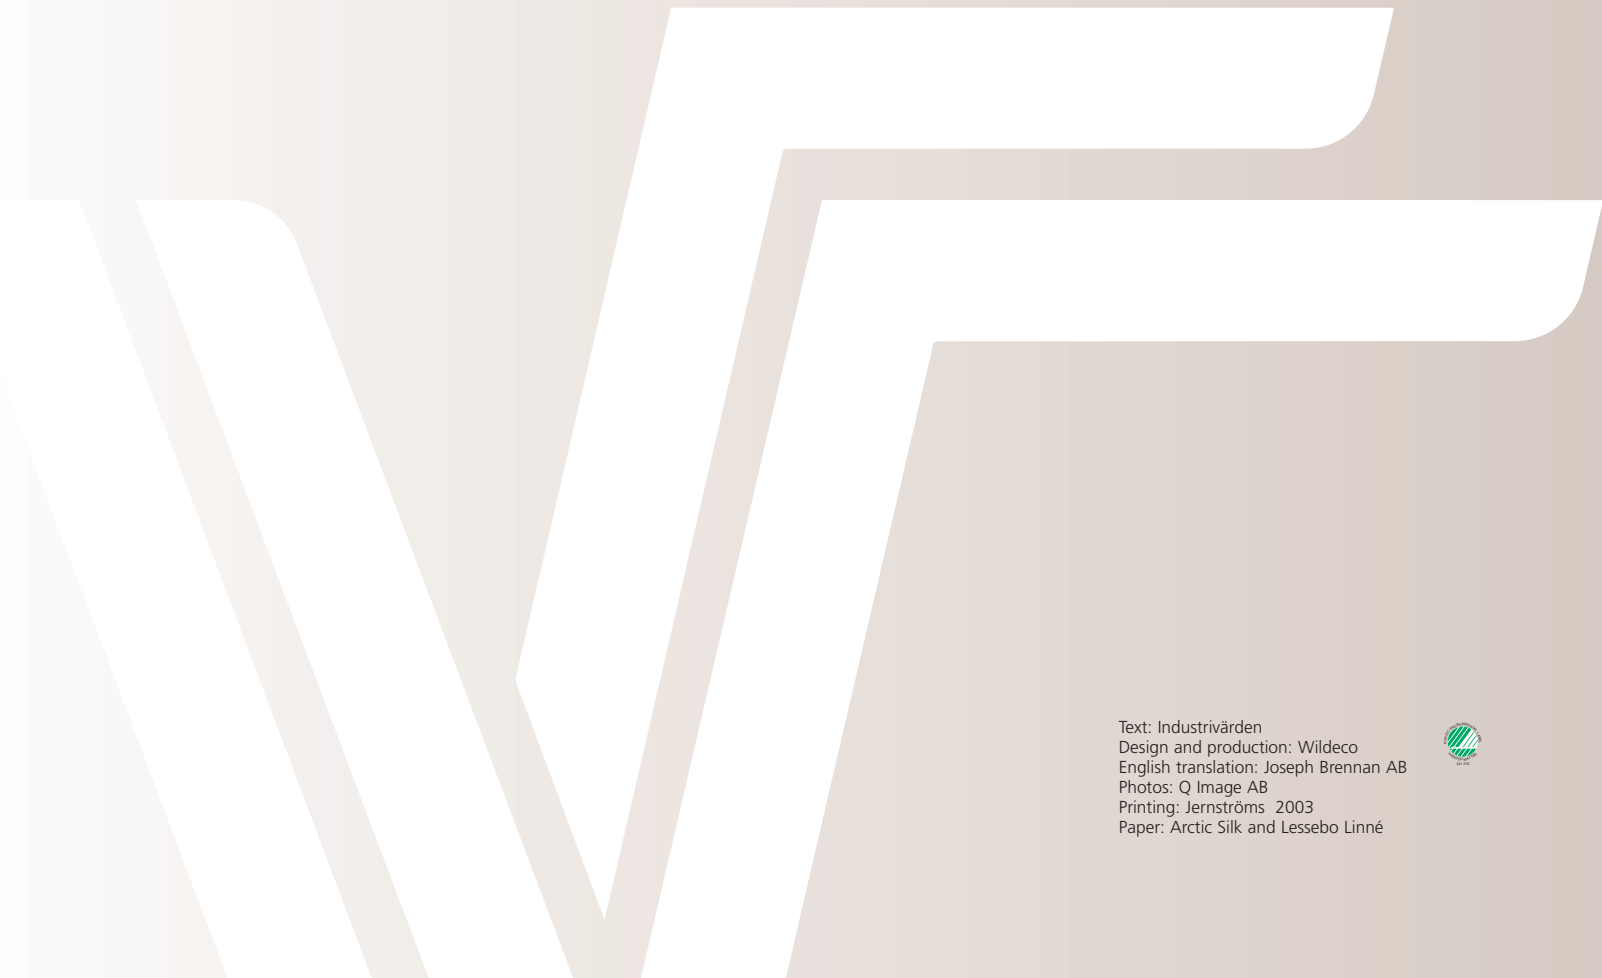 Text: Industrivärden
Design and production: Wildeco
English translation: Joseph Brennan AB
Photos: Q Image AB
Printing: Jernströms  2003
Paper: Arctic Silk and Lessebo Linné